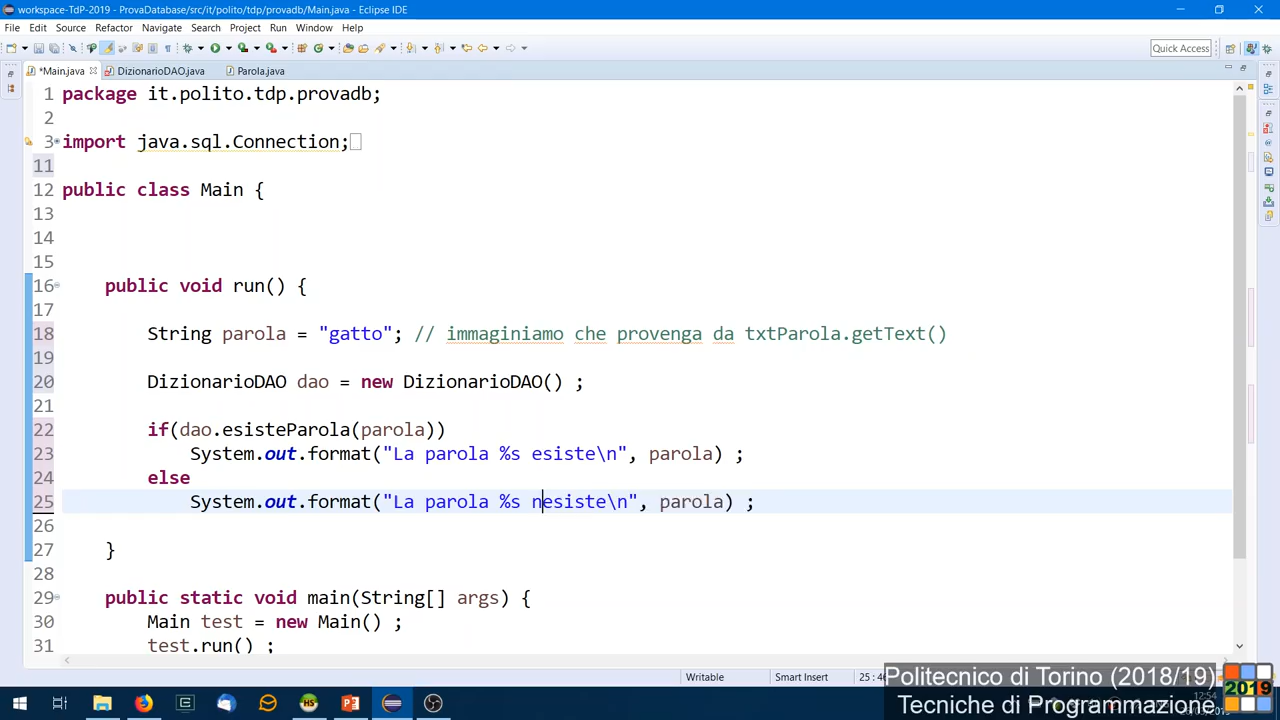 workspace-TdP-2019 - ProvaDatabase/src/it/polito/tdp/provadb/Main.java - Eclipse IDE
File Edit Source Refactor Navigate Search Project Run Window Help
Quick Access
*Main.java DizionarioDAO.java Parola.java
1 package it.polito.tdp.provadb;
2
3 import java.sql.Connection;
11
12 public class Main {
13
14
15
16 public void run() {
17
18 String parola = "gatto"; // immaginiamo che provenga da txtParola.getText()
19
20 DizionarioDAO dao = new DizionarioDAO() ;
21
22 if(dao.esisteParola(parola))
23 System.out.format("La parola %s esiste\n", parola) ;
24 else
25 System.out.format("La parola %s nesiste\n", parola) ;
26
27 }
28
29 public static void main(String[] args) {
30 Main test = new Main() ;
31 test.run() ;
Writable Smart Insert 25 : 4
Politecnico di Torino (2018/19)
Tecniche di Programmazione
2019
12:54